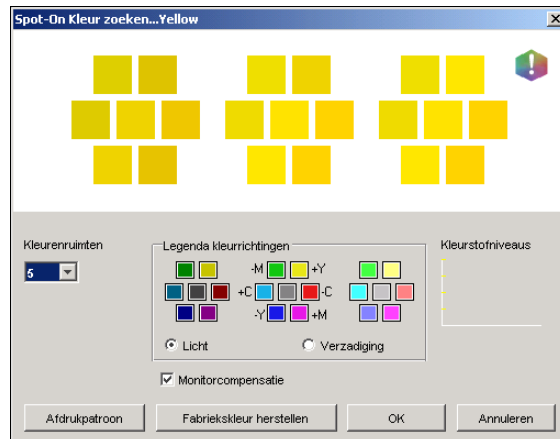 Spot-On Kleur zoeken...Yellow
Kleurenruimten
5
Legenda kleurrichtingen
-M +Y
+C -C
-Y +M
Licht Verzadiging
Kleurstofniveaus
Monitorcompensatie
Afdrukpatroon Fabriekskleur herstellen OK Annuleren